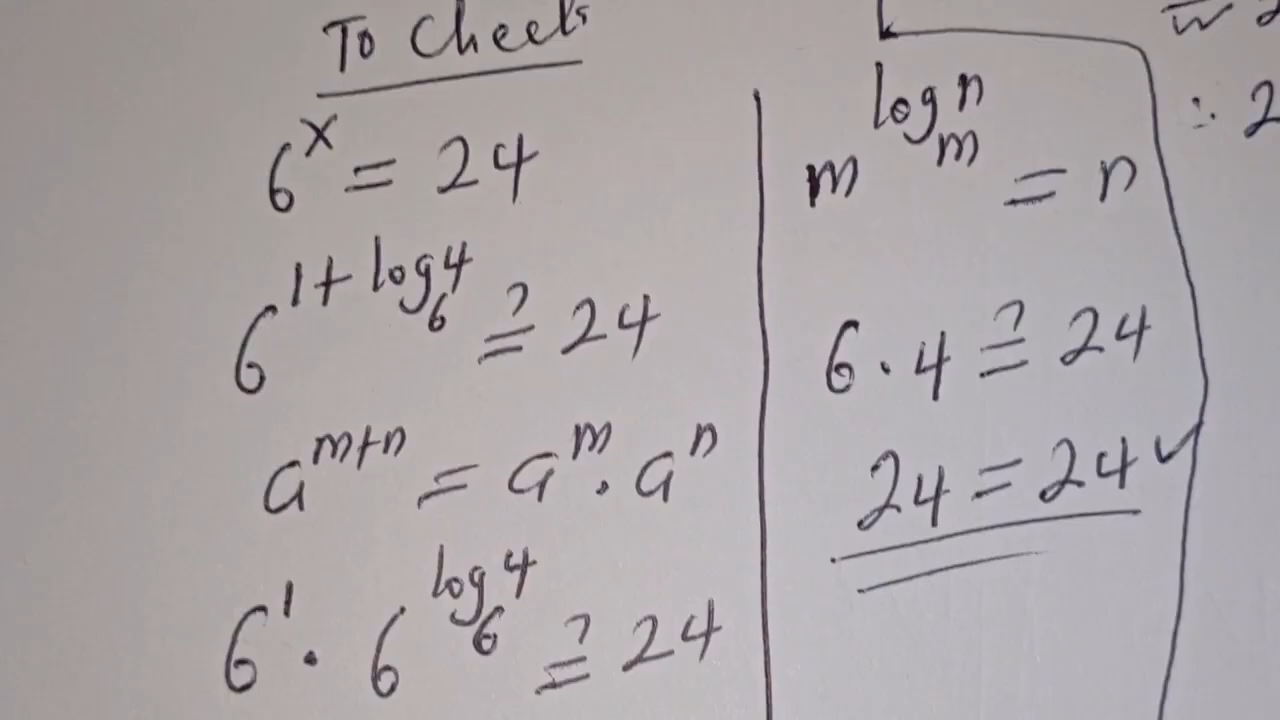 To Check
6^x = 24
6^(1+log_6 4) ?= 24
a^(m+n) = a^m . a^n
6^1 . 6^(log_6 4) ?= 24
m^(log_m n) = n
6 . 4 ?= 24
24 = 24 ✓
∴ 2